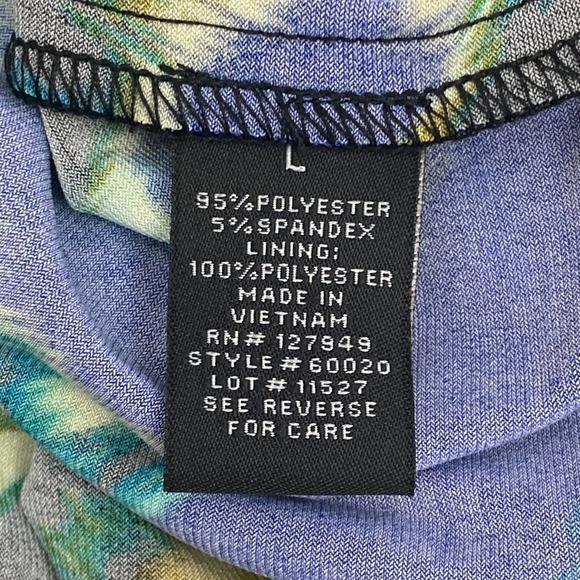 L
95%POLYESTER
5%SPANDEX
LINING:
100%POLYESTER
MADE IN
VIETNAM
RN# 127949
STYLE# 60020
LOT# 11527
SEE REVERSE
FOR CARE